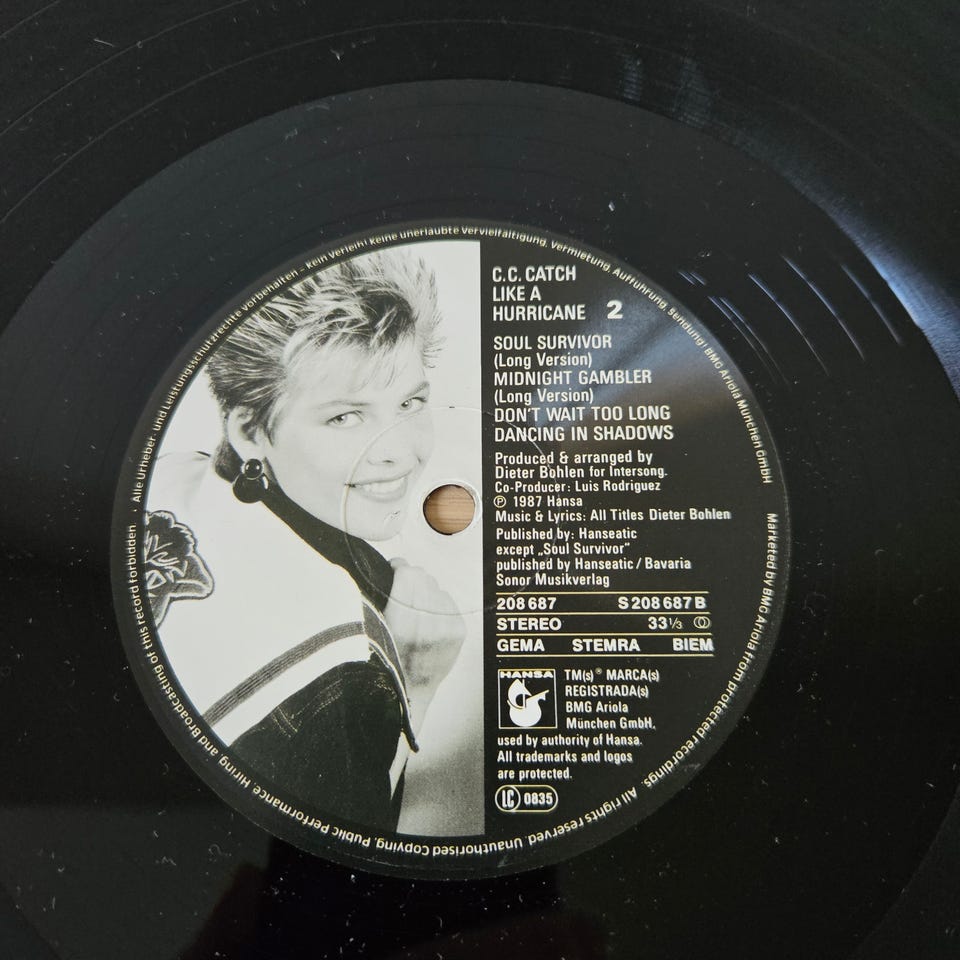 C.C. CATCH
LIKE A
HURRICANE 2
SOUL SURVIVOR
(Long Version)
MIDNIGHT GAMBLER
(Long Version)
DON'T WAIT TOO LONG
DANCING IN SHADOWS
Produced & arranged by
Dieter Bohlen for Intersong.
Co-Producer: Luis Rodriguez
Ⓟ 1987 Hansa
Music & Lyrics: All Titles Dieter Bohlen
Published by: Hanseatic
except „Soul Survivor"
published by Hanseatic / Bavaria
Sonor Musikverlag
208 687 S 208 687 B
STEREO 33⅓
GEMA STEMRA BIEM
HANSA
TM(s) ® MARCA(s)
REGISTRADA(s)
BMG Ariola
München GmbH,
used by authority of Hansa.
All trademarks and logos
are protected.
LC 0835
Alle Urheber- und Leistungsschutzrechte vorbehalten – Kein Verleih! Keine unerlaubte Vervielfältigung, Vermietung, Aufführung, Sendung! BMG Ariola München GmbH
Marketed by BMG Ariola from protected recordings. All rights reserved. Unauthorised Copying, Public Performance, Hiring, and Broadcasting of this record forbidden.